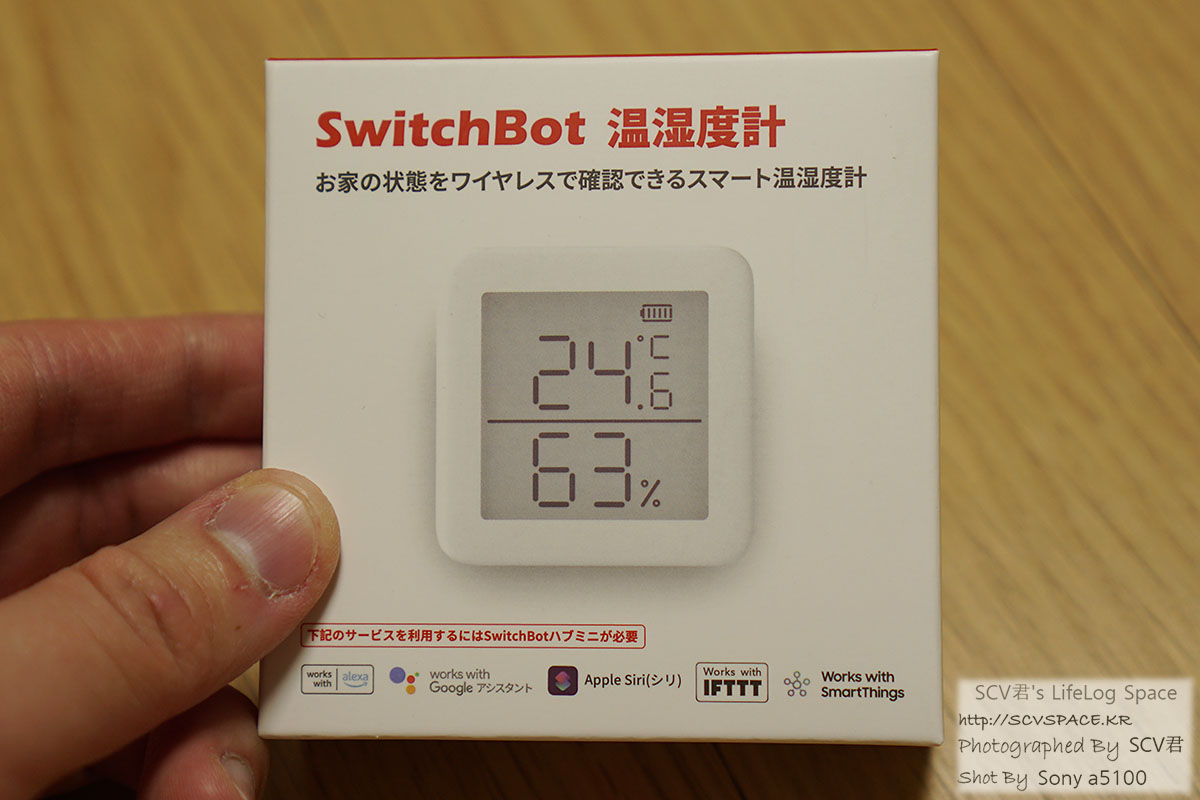 SwitchBot 温湿度計
お家の状態をワイヤレスで確認できるスマート温湿度計
24.6°C
63%
下記のサービスを利用するにはSwitchBotハブミニが必要
works with alexa
works with Google アシスタント
Apple Siri(シリ)
Works with IFTTT
Works with SmartThings
SCV君's LifeLog Space
http://SCVSPACE.KR
Photographed By SCV君
Shot By Sony a5100